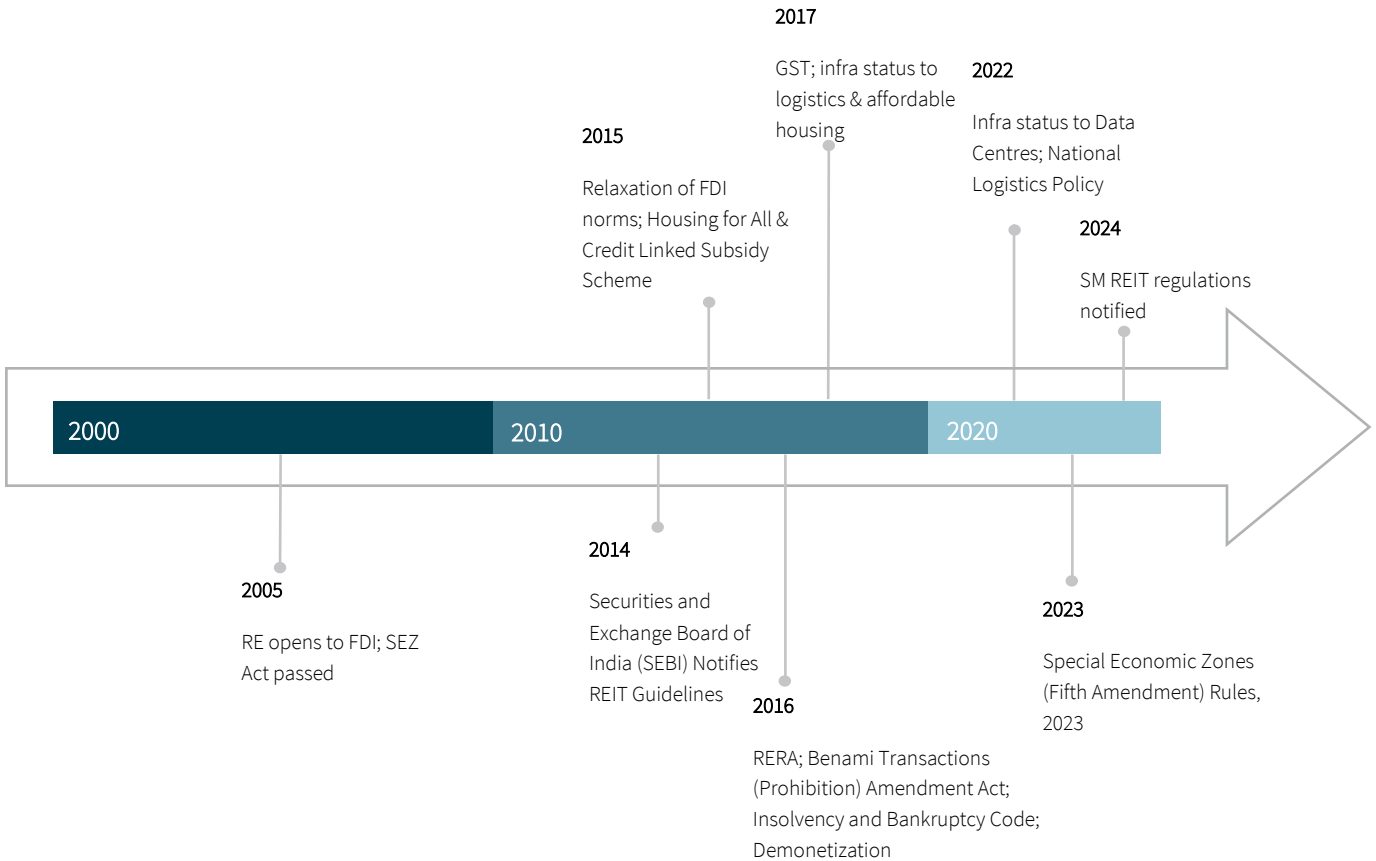 2017
GST; infra status to
logistics & affordable
housing
2022
Infra status to Data
Centres; National
Logistics Policy
2015
Relaxation of FDI
norms; Housing for All &
Credit Linked Subsidy
Scheme
2024
SM REIT regulations
notified
2000
2010
2020
2005
RE opens to FDI; SEZ
Act passed
2014
Securities and
Exchange Board of
India (SEBI) Notifies
REIT Guidelines
2016
RERA; Benami Transactions
(Prohibition) Amendment Act;
Insolvency and Bankruptcy Code;
Demonetization
2023
Special Economic Zones
(Fifth Amendment) Rules,
2023